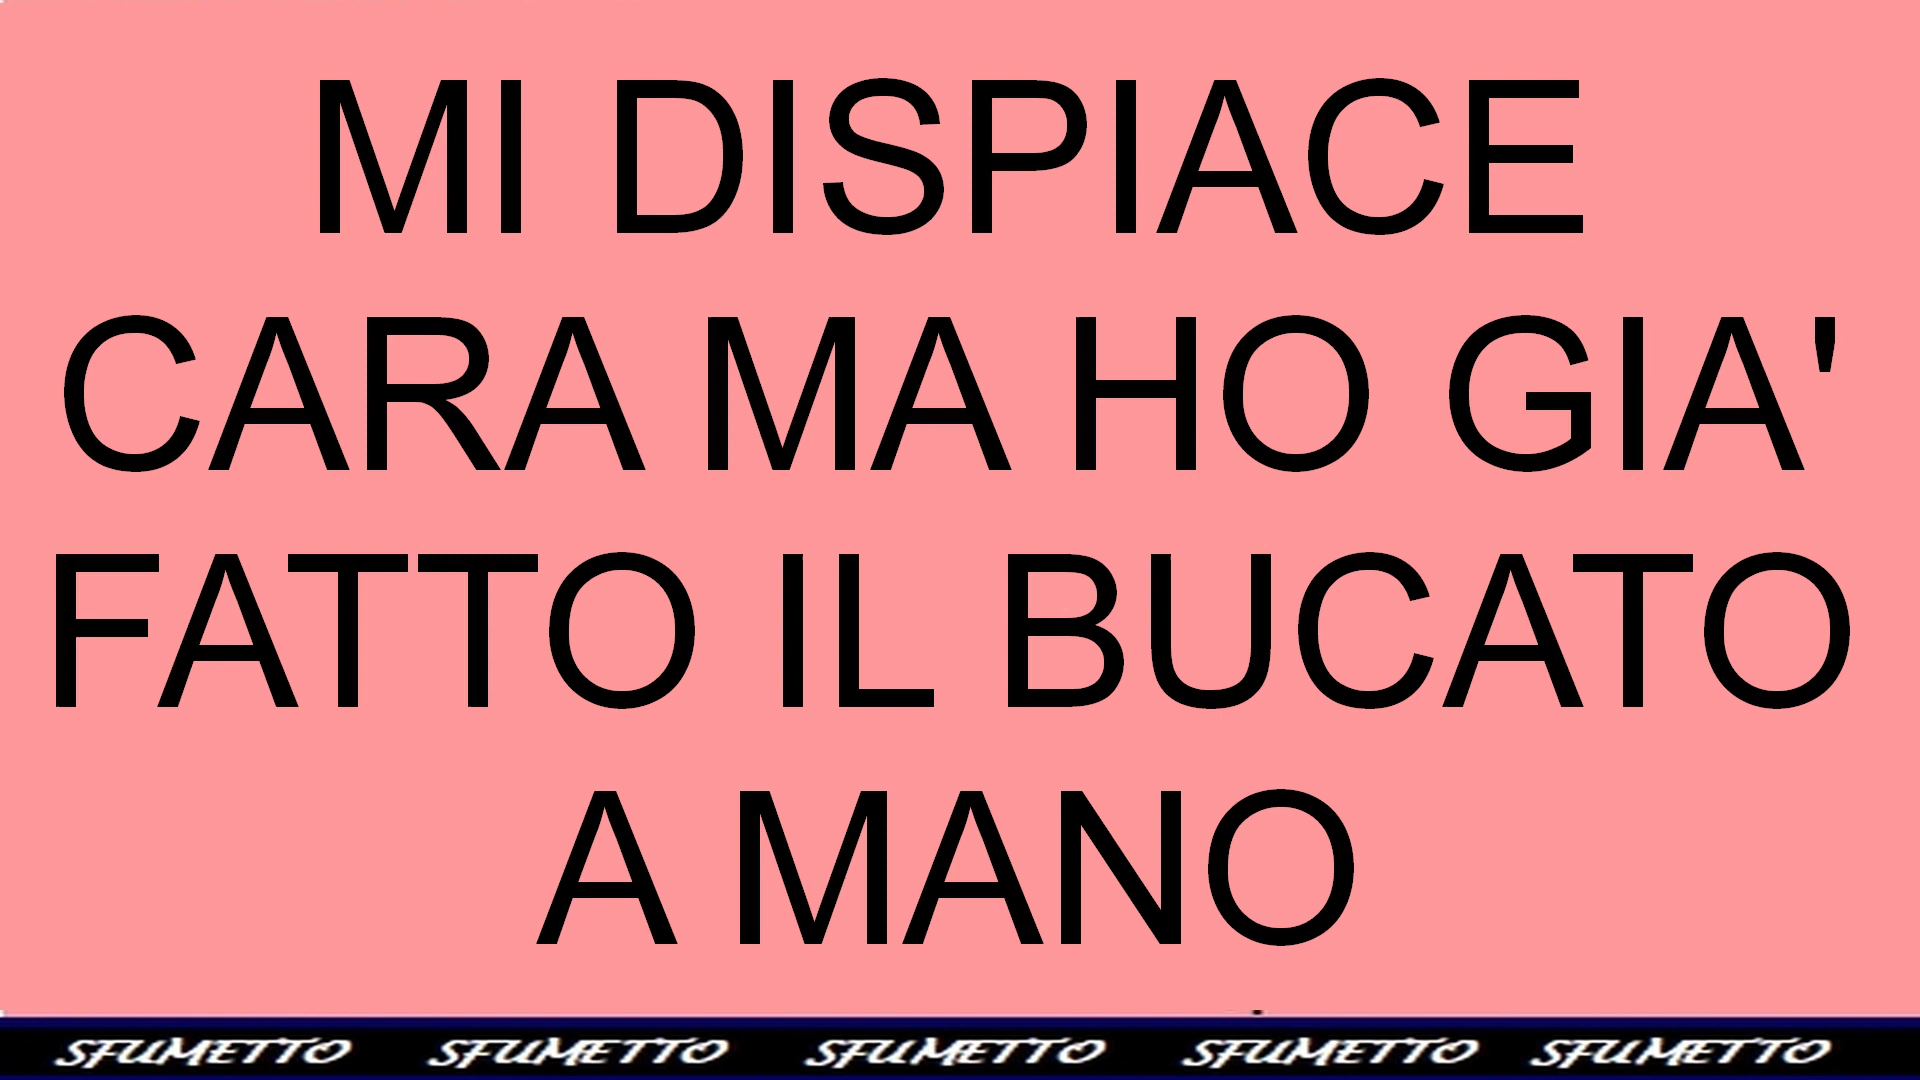 MI DISPIACE
CARA MA HO GIA'
FATTO IL BUCATO
A MANO
SFUMETTO SFUMETTO SFUMETTO SFUMETTO SFUMETTO